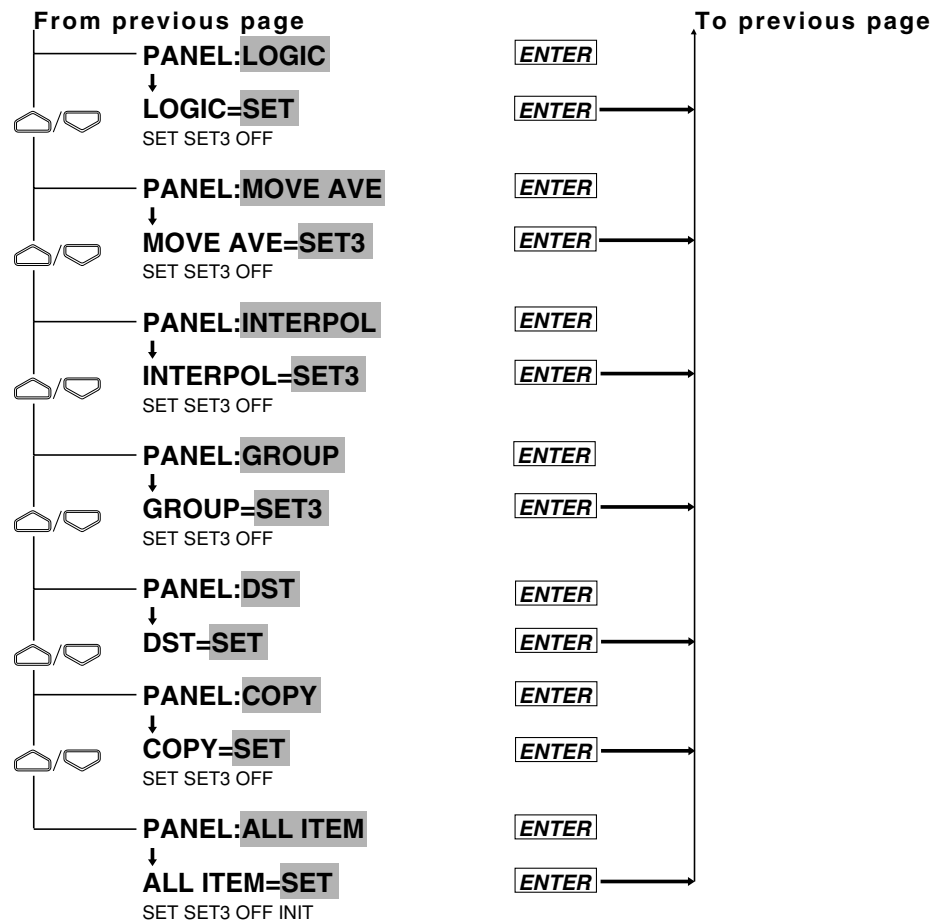 From previous page To previous page
PANEL:LOGIC ENTER
LOGIC=SET ENTER
SET SET3 OFF
PANEL:MOVE AVE ENTER
MOVE AVE=SET3 ENTER
SET SET3 OFF
PANEL:INTERPOL ENTER
INTERPOL=SET3 ENTER
SET SET3 OFF
PANEL:GROUP ENTER
GROUP=SET3 ENTER
SET SET3 OFF
PANEL:DST ENTER
DST=SET ENTER
PANEL:COPY ENTER
COPY=SET ENTER
SET SET3 OFF
PANEL:ALL ITEM ENTER
ALL ITEM=SET ENTER
SET SET3 OFF INIT